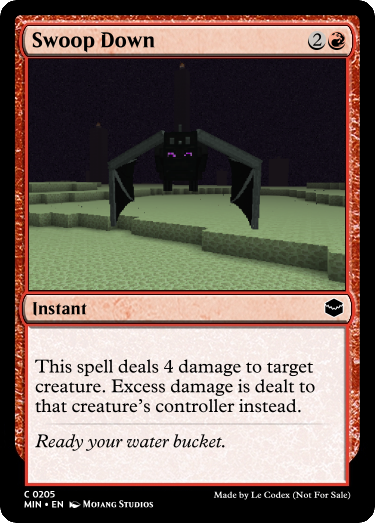 Swoop Down 2
Instant
This spell deals 4 damage to target
creature. Excess damage is dealt to
that creature's controller instead.
Ready your water bucket.
C 0205
MIN • EN Mojang Studios
Made by Le Codex (Not For Sale)